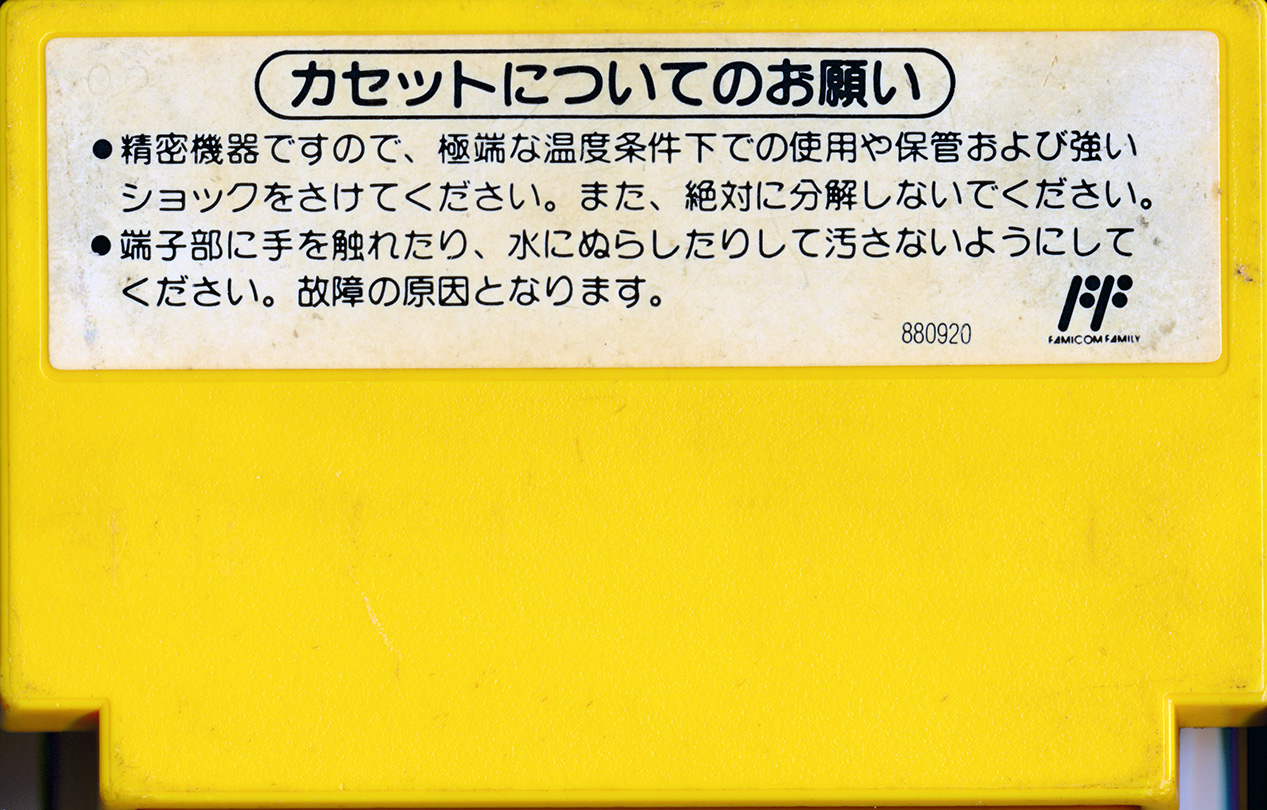 カセットについてのお願い
●精密機器ですので、極端な温度条件下での使用や保管および強い
ショックをさけてください。また、絶対に分解しないでください。
●端子部に手を触れたり、水にぬらしたりして汚さないようにして
ください。故障の原因となります。
880920
FAMICOM FAMILY